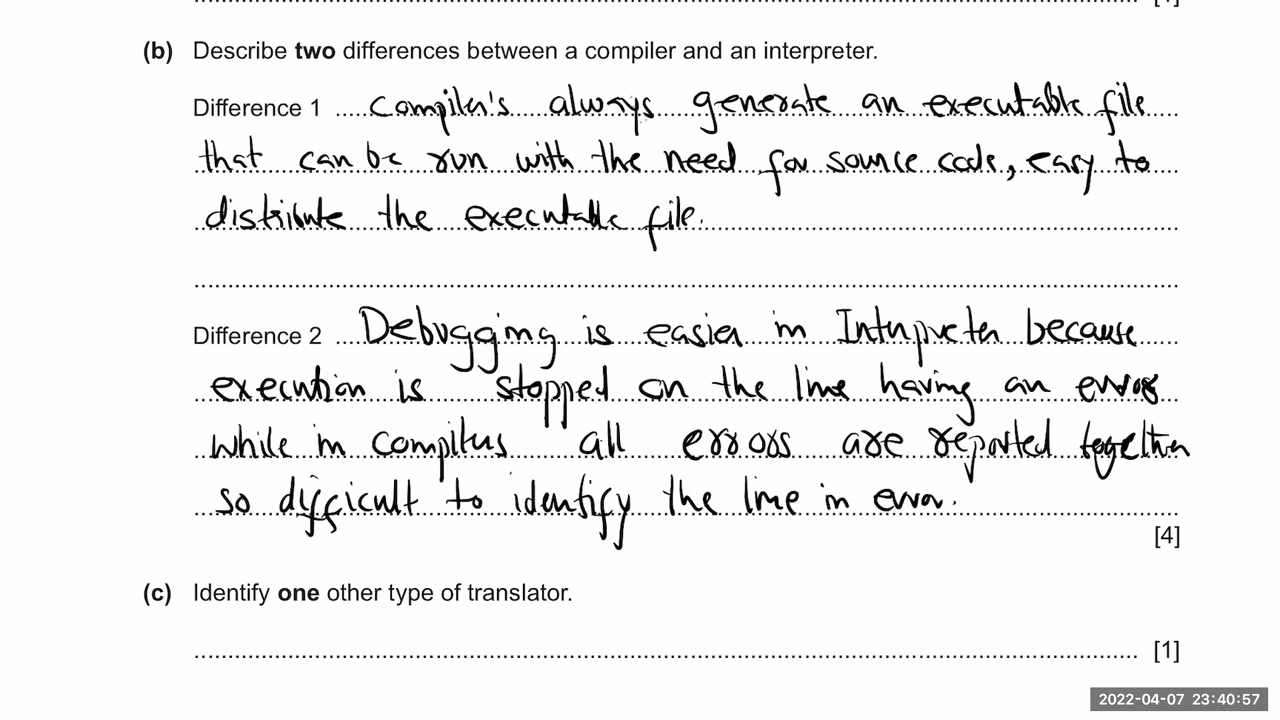 [1]
(b) Describe two differences between a compiler and an interpreter.
Difference 1 Compiler's always generate an executable file
that can be run with the need for source code, easy to
distribute the executable file.
Difference 2 Debugging is easier in Interpreter because
execution is stopped on the line having an error
while in compilers all errors are reported together
so difficult to identify the line in error.
[4]
(c) Identify one other type of translator.
[1]
2022-04-07 23:40:57